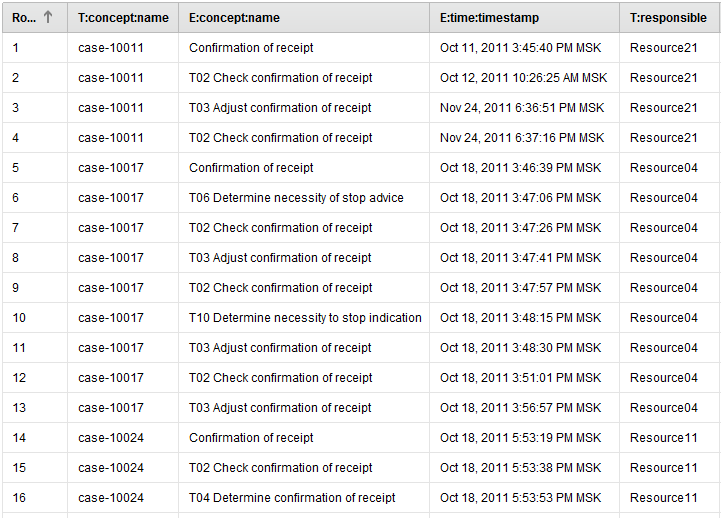 Ro... T:concept:name E:concept:name E:time:timestamp T:responsible
1 case-10011 Confirmation of receipt Oct 11, 2011 3:45:40 PM MSK Resource21
2 case-10011 T02 Check confirmation of receipt Oct 12, 2011 10:26:25 AM MSK Resource21
3 case-10011 T03 Adjust confirmation of receipt Nov 24, 2011 6:36:51 PM MSK Resource21
4 case-10011 T02 Check confirmation of receipt Nov 24, 2011 6:37:16 PM MSK Resource21
5 case-10017 Confirmation of receipt Oct 18, 2011 3:46:39 PM MSK Resource04
6 case-10017 T06 Determine necessity of stop advice Oct 18, 2011 3:47:06 PM MSK Resource04
7 case-10017 T02 Check confirmation of receipt Oct 18, 2011 3:47:26 PM MSK Resource04
8 case-10017 T03 Adjust confirmation of receipt Oct 18, 2011 3:47:41 PM MSK Resource04
9 case-10017 T02 Check confirmation of receipt Oct 18, 2011 3:47:57 PM MSK Resource04
10 case-10017 T10 Determine necessity to stop indication Oct 18, 2011 3:48:15 PM MSK Resource04
11 case-10017 T03 Adjust confirmation of receipt Oct 18, 2011 3:48:30 PM MSK Resource04
12 case-10017 T02 Check confirmation of receipt Oct 18, 2011 3:51:01 PM MSK Resource04
13 case-10017 T03 Adjust confirmation of receipt Oct 18, 2011 3:56:57 PM MSK Resource04
14 case-10024 Confirmation of receipt Oct 18, 2011 5:53:19 PM MSK Resource11
15 case-10024 T02 Check confirmation of receipt Oct 18, 2011 5:53:38 PM MSK Resource11
16 case-10024 T04 Determine confirmation of receipt Oct 18, 2011 5:53:53 PM MSK Resource11